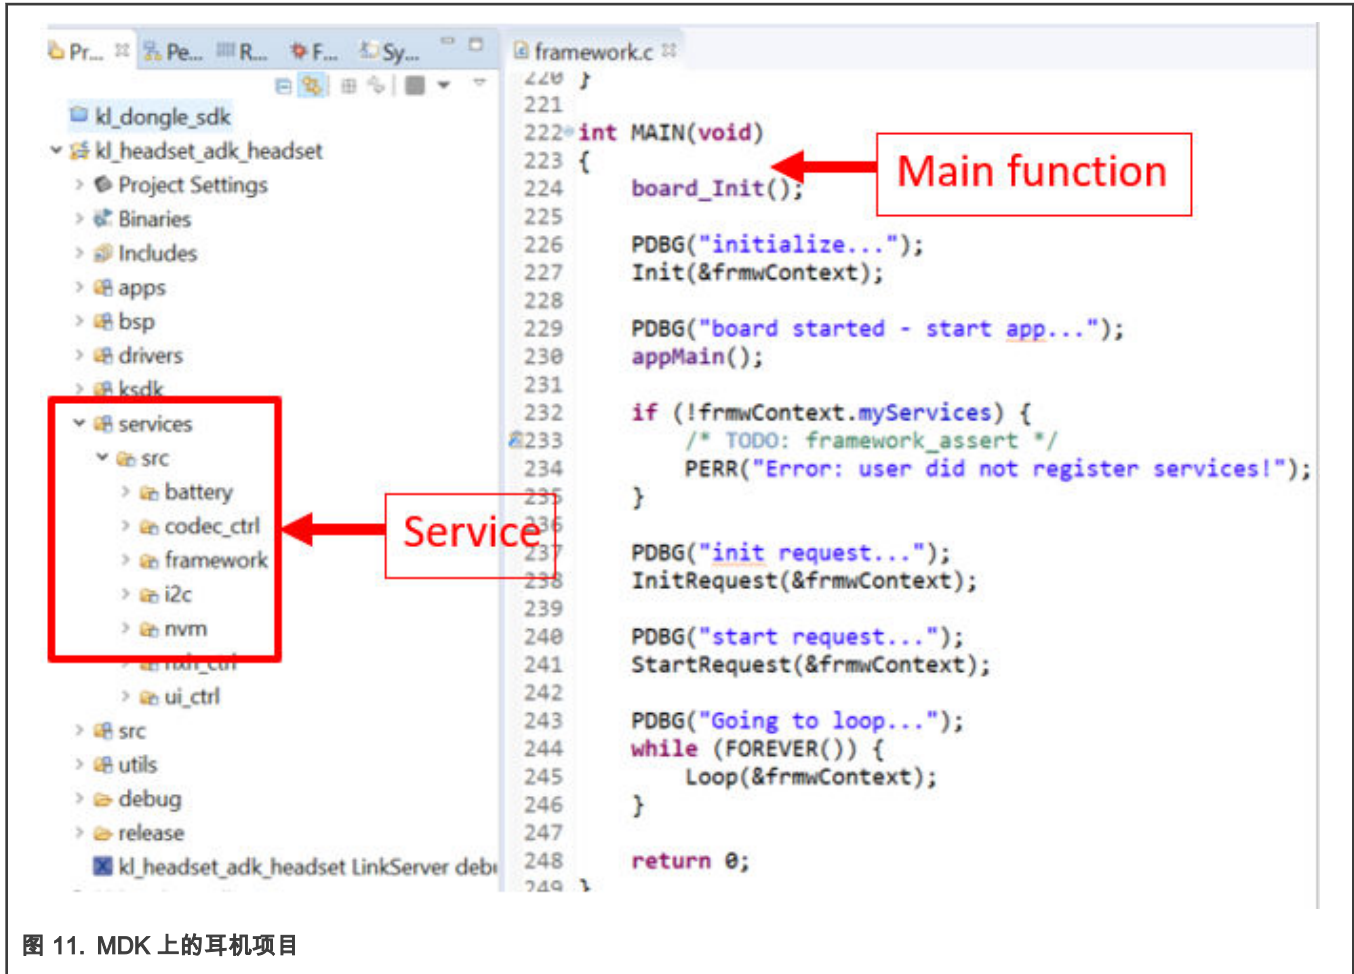 Pr... Pe... R... F... Sy...
kl_dongle_sdk
kl_headset_adk_headset
Project Settings
Binaries
Includes
apps
bsp
drivers
ksdk
services
src
battery
codec_ctrl
framework
i2c
nvm
nxh_ctrl
ui_ctrl
src
utils
debug
release
kl_headset_adk_headset LinkServer debu
Service
framework.c
220 }
221
222 int MAIN(void)
223 {
224 board_Init();
225
226 PDBG("initialize...");
227 Init(&frmwContext);
228
229 PDBG("board started - start app...");
230 appMain();
231
232 if (!frmwContext.myServices) {
233 /* TODO: framework_assert */
234 PERR("Error: user did not register services!");
235 }
236
237 PDBG("init request...");
238 InitRequest(&frmwContext);
239
240 PDBG("start request...");
241 StartRequest(&frmwContext);
242
243 PDBG("Going to loop...");
244 while (FOREVER()) {
245 Loop(&frmwContext);
246 }
247
248 return 0;
249 }
Main function
图 11. MDK 上的耳机项目